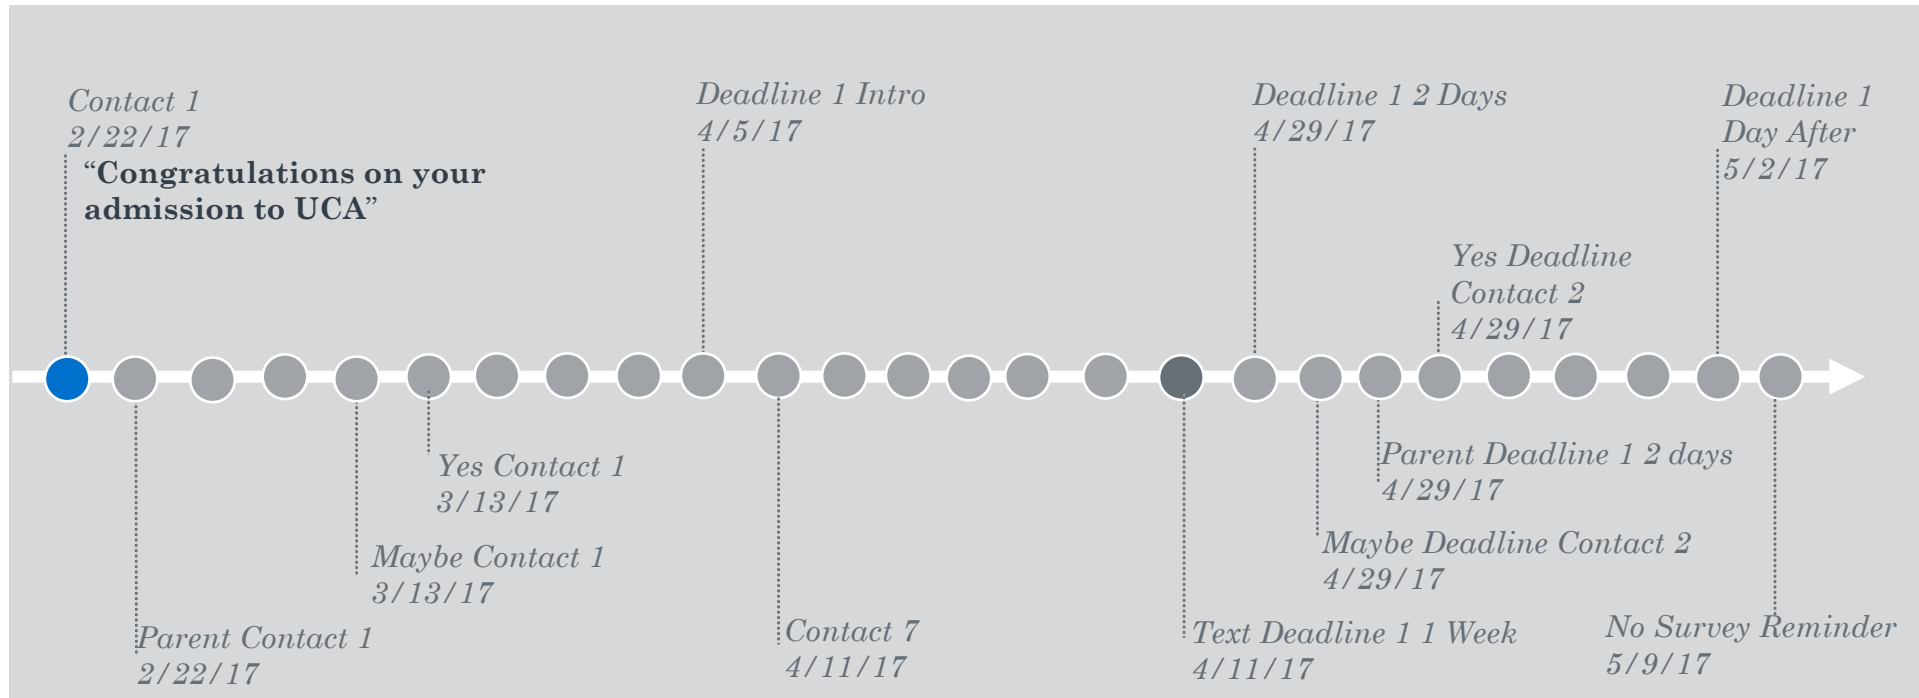 Contact 1
2/22/17
“Congratulations on your
admission to UCA”
Deadline 1 Intro
4/5/17
Deadline 1 2 Days
4/29/17
Deadline 1
Day After
5/2/17
Yes Deadline
Contact 2
4/29/17
Yes Contact 1
3/13/17
Maybe Contact 1
3/13/17
Parent Contact 1
2/22/17
Contact 7
4/11/17
Parent Deadline 1 2 days
4/29/17
Maybe Deadline Contact 2
4/29/17
Text Deadline 1 1 Week
4/11/17
No Survey Reminder
5/9/17